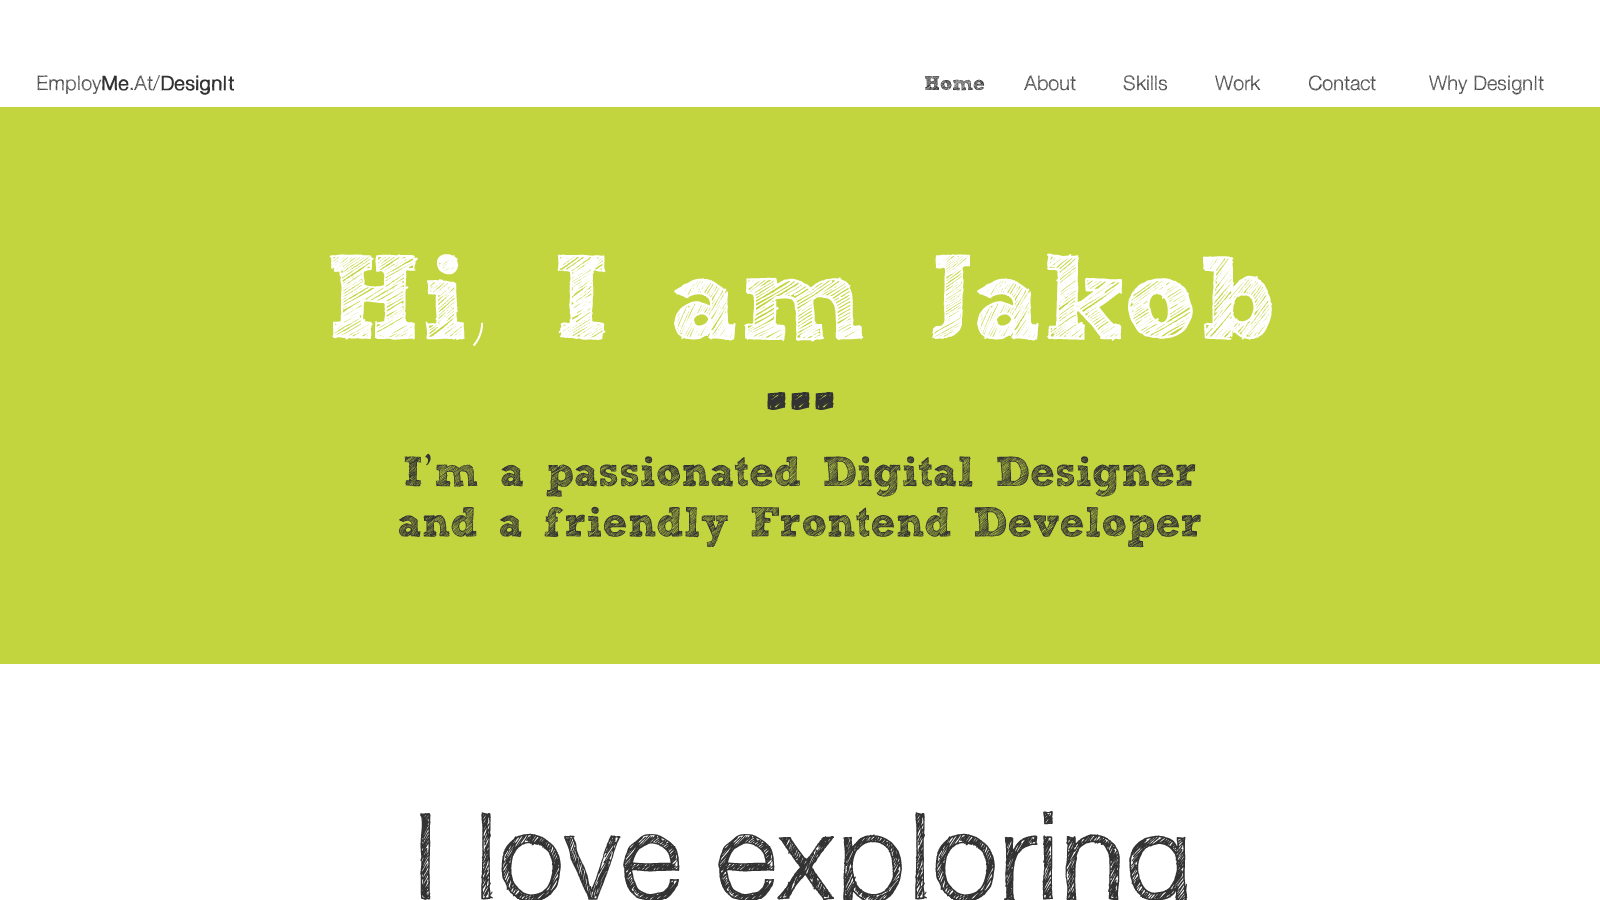 EmployMe.At/DesignIt
Home About Skills Work Contact Why DesignIt
Hi, I am Jakob
I'm a passionated Digital Designer
and a friendly Frontend Developer
I love exploring